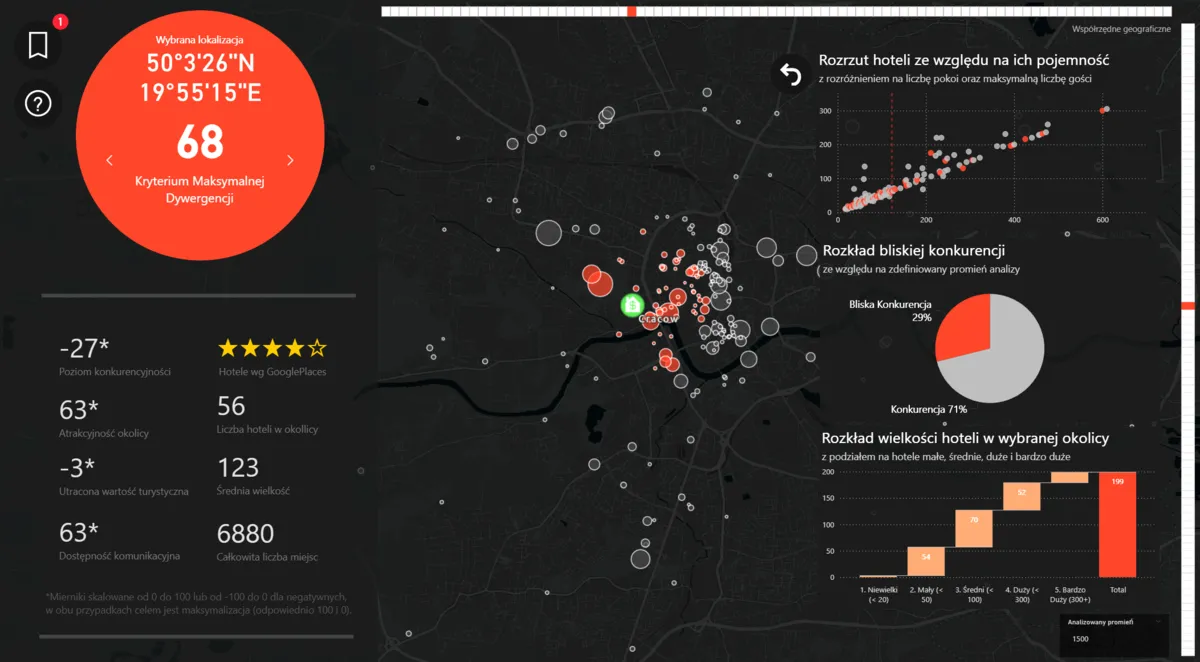 1
Wybrana lokalizacja
50°3'26"N
19°55'15"E
68
Kryterium Maksymalnej
Dywergencji
?
-27*
Poziom konkurencyjności
Hotele wg GooglePlaces
63*
Atrakcyjność okolicy
56
Liczba hoteli w okollicy
-3*
Utracona wartość turystyczna
123
Średnia wielkość
63*
Dostępność komunikacyjna
6880
Całkowita liczba miejsc
*Mierniki skalowane od 0 do 100 lub od -100 do 0 dla negatywnych,
w obu przypadkach celem jest maksymalizacja (odpowiednio 100 | 0).
Cracow
Współrzędne geograficzne
Rozrzut hoteli ze względu na ich pojemność
z rozróżnieniem na liczbę pokoi oraz maksymalną liczbę gości
300
200
100
0
0 200 400 600
Rozkład bliskiej konkurencji
ze względu na zdefiniowany promień analizy
Bliska Konkurencja
29%
Konkurencja 71%
Rozkład wielkości hoteli w wybranej okolicy
z podziałem na hotele małe, średnie, duże i bardzo duże
200
150
100
50
0
54
70
52
199
1. Niewielki (< 20)
2. Mały (< 50)
3. Średni (< 100)
4. Duży (< 300)
5. Bardzo Duży (300+)
Total
Analizowany promień
1500